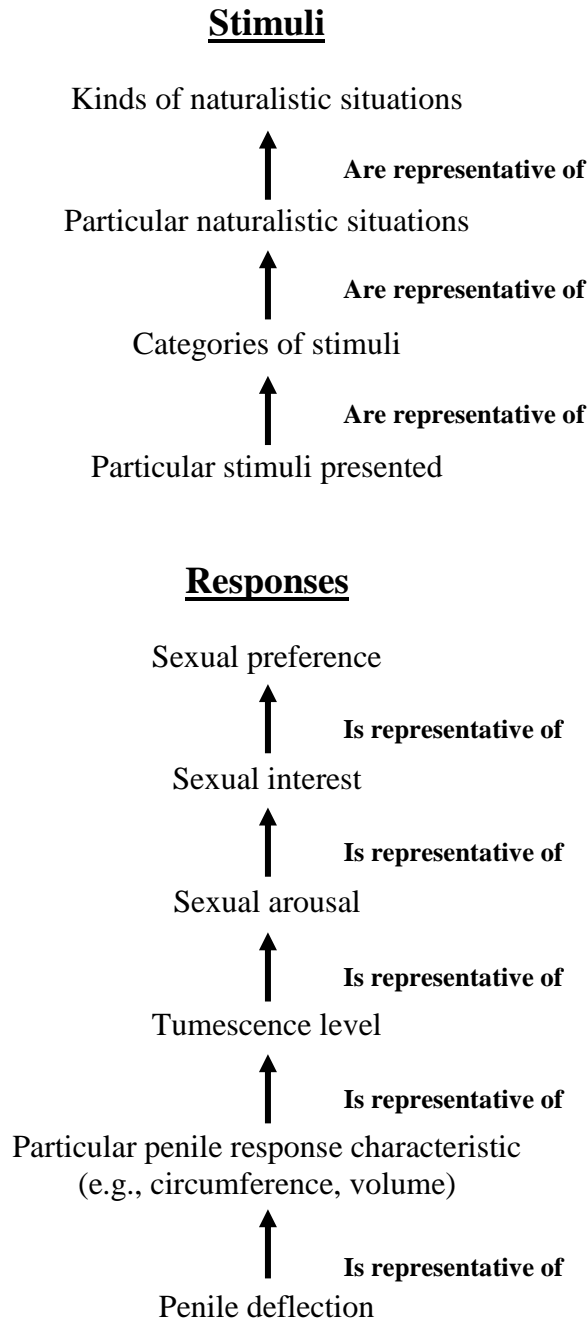 Stimuli
Kinds of naturalistic situations
Are representative of
Particular naturalistic situations
Are representative of
Categories of stimuli
Are representative of
Particular stimuli presented
Responses
Sexual preference
Is representative of
Sexual interest
Is representative of
Sexual arousal
Is representative of
Tumescence level
Is representative of
Particular penile response characteristic
(e.g., circumference, volume)
Is representative of
Penile deflection